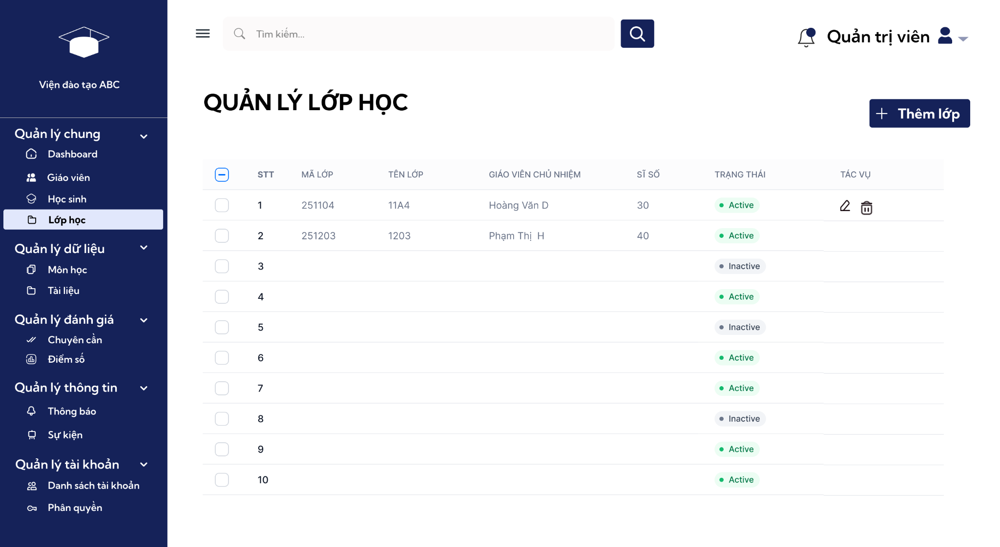 Viện đào tạo ABC
Quản lý chung
Dashboard
Giáo viên
Học sinh
Lớp học
Quản lý dữ liệu
Môn học
Tài liệu
Quản lý đánh giá
Chuyên cần
Điểm số
Quản lý thông tin
Thông báo
Sự kiện
Quản lý tài khoản
Danh sách tài khoản
Phân quyền
Tìm kiếm...
Quản trị viên
QUẢN LÝ LỚP HỌC
Thêm lớp
STT MÃ LỚP TÊN LỚP GIÁO VIÊN CHỦ NHIỆM SĨ SỐ TRẠNG THÁI TÁC VỤ
1 251104 11A4 Hoàng Văn D 30 Active
2 251203 1203 Phạm Thị H 40 Active
3 Inactive
4 Active
5 Inactive
6 Active
7 Active
8 Inactive
9 Active
10 Active